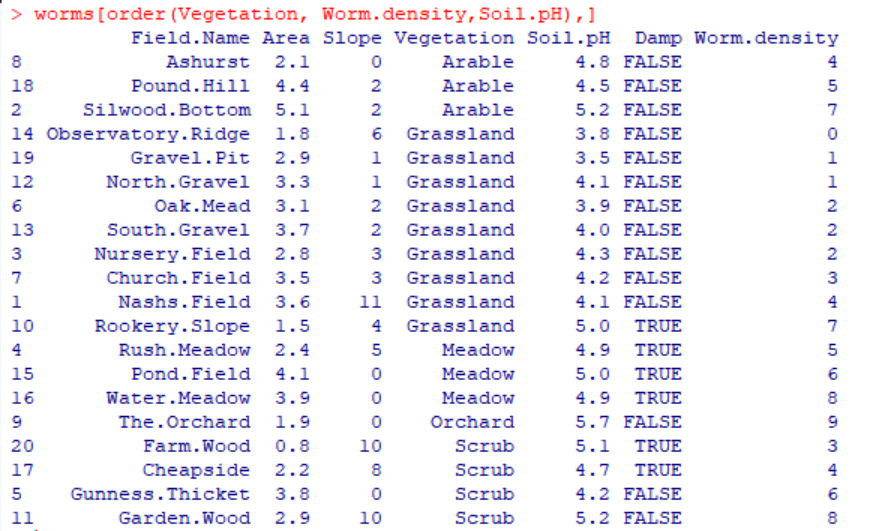 > worms[order(Vegetation, Worm.density,Soil.pH),]
Field.Name Area Slope Vegetation Soil.pH Damp Worm.density
8 Ashurst 2.1 0 Arable 4.8 FALSE 4
18 Pound.Hill 4.4 2 Arable 4.5 FALSE 5
2 Silwood.Bottom 5.1 2 Arable 5.2 FALSE 7
14 Observatory.Ridge 1.8 6 Grassland 3.8 FALSE 0
19 Gravel.Pit 2.9 1 Grassland 3.5 FALSE 1
12 North.Gravel 3.3 1 Grassland 4.1 FALSE 1
6 Oak.Mead 3.1 2 Grassland 3.9 FALSE 2
13 South.Gravel 3.7 2 Grassland 4.0 FALSE 2
3 Nursery.Field 2.8 3 Grassland 4.3 FALSE 2
7 Church.Field 3.5 3 Grassland 4.2 FALSE 3
1 Nashs.Field 3.6 11 Grassland 4.1 FALSE 4
10 Rookery.Slope 1.5 4 Grassland 5.0 TRUE 7
4 Rush.Meadow 2.4 5 Meadow 4.9 TRUE 5
15 Pond.Field 4.1 0 Meadow 5.0 TRUE 6
16 Water.Meadow 3.9 0 Meadow 4.9 TRUE 8
9 The.Orchard 1.9 0 Orchard 5.7 FALSE 9
20 Farm.Wood 0.8 10 Scrub 5.1 TRUE 3
17 Cheapside 2.2 8 Scrub 4.7 TRUE 4
5 Gunness.Thicket 3.8 0 Scrub 4.2 FALSE 6
11 Garden.Wood 2.9 10 Scrub 5.2 FALSE 8